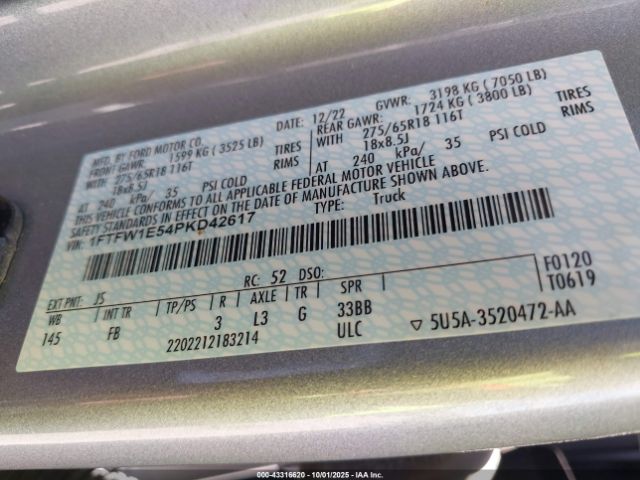 MFD. BY FORD MOTOR CO. DATE: 12/22 GVWR: 3198 KG ( 7050 LB)
FRONT GAWR: 1599 KG ( 3525 LB) REAR GAWR: 1724 KG ( 3800 LB)
WITH 275/65R18 116T TIRES WITH 275/65R18 116T TIRES
18x8.5J RIMS 18x8.5J RIMS
AT 240 kPa/ 35 PSI COLD AT 240 kPa/ 35 PSI COLD
THIS VEHICLE CONFORMS TO ALL APPLICABLE FEDERAL MOTOR VEHICLE
SAFETY STANDARDS IN EFFECT ON THE DATE OF MANUFACTURE SHOWN ABOVE.
VIN: 1FTFW1E54PKD42617 TYPE: Truck
F0120
T0619
EXT PNT: JS RC: 52 DSO:
WB INT TR TP/PS R AXLE TR SPR
145 FB 3 L3 G 33BB
2202212183214 ULC ▽ 5U5A-3520472-AA
000-43316620 - 10/01/2025 - IAA Inc.